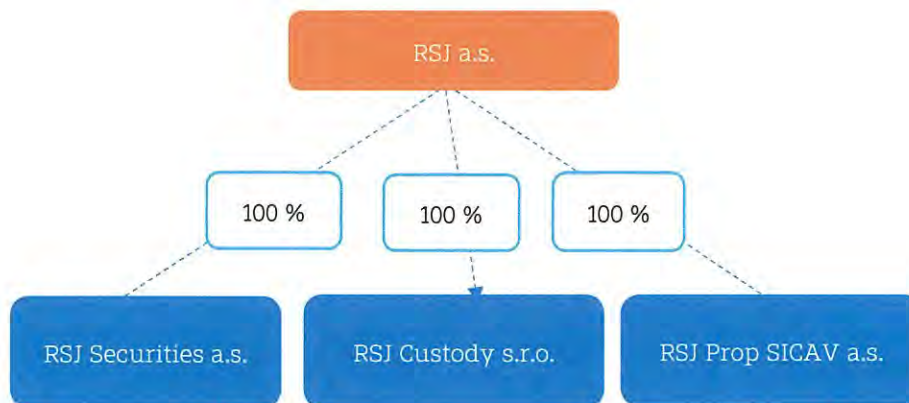 RSJ a.s.
100 %
100 %
100 %
RSJ Securities a.s.
RSJ Custody s.r.o.
RSJ Prop SICAV a.s.